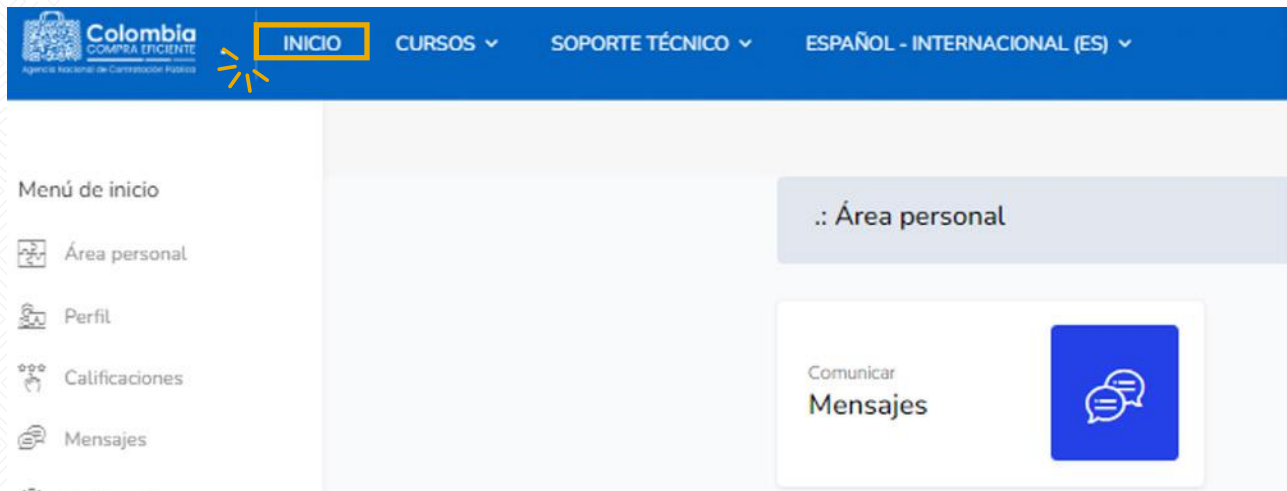 Colombia
COMPRA EFICIENTE
Agencia Nacional de Contratación Pública
INICIO
CURSOS
SOPORTE TÉCNICO
ESPAÑOL - INTERNACIONAL (ES)
Menú de inicio
Área personal
Perfil
Calificaciones
Mensajes
.: Área personal
Comunicar
Mensajes